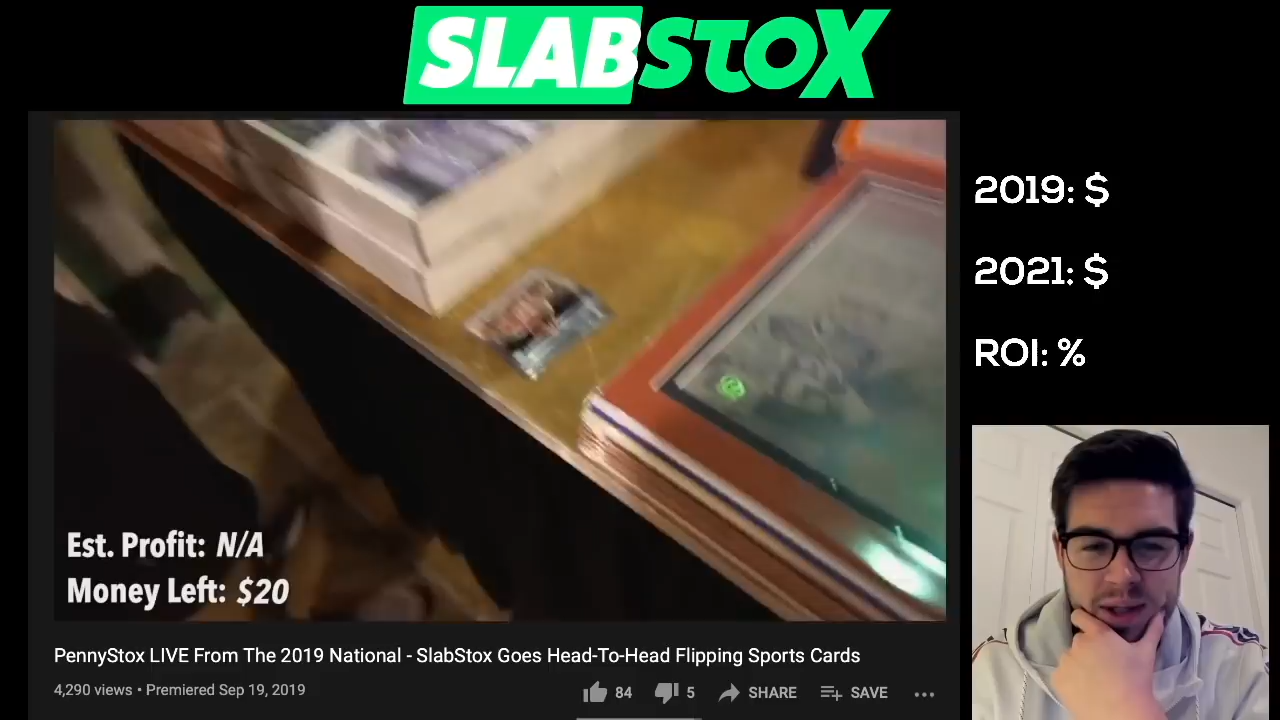 SLABSTOX
2019: $
2021: $
ROI: %
Est. Profit: N/A
Money Left: $20
PennyStox LIVE From The 2019 National - SlabStox Goes Head-To-Head Flipping Sports Cards
4,290 views • Premiered Sep 19, 2019
84
5
SHARE
SAVE